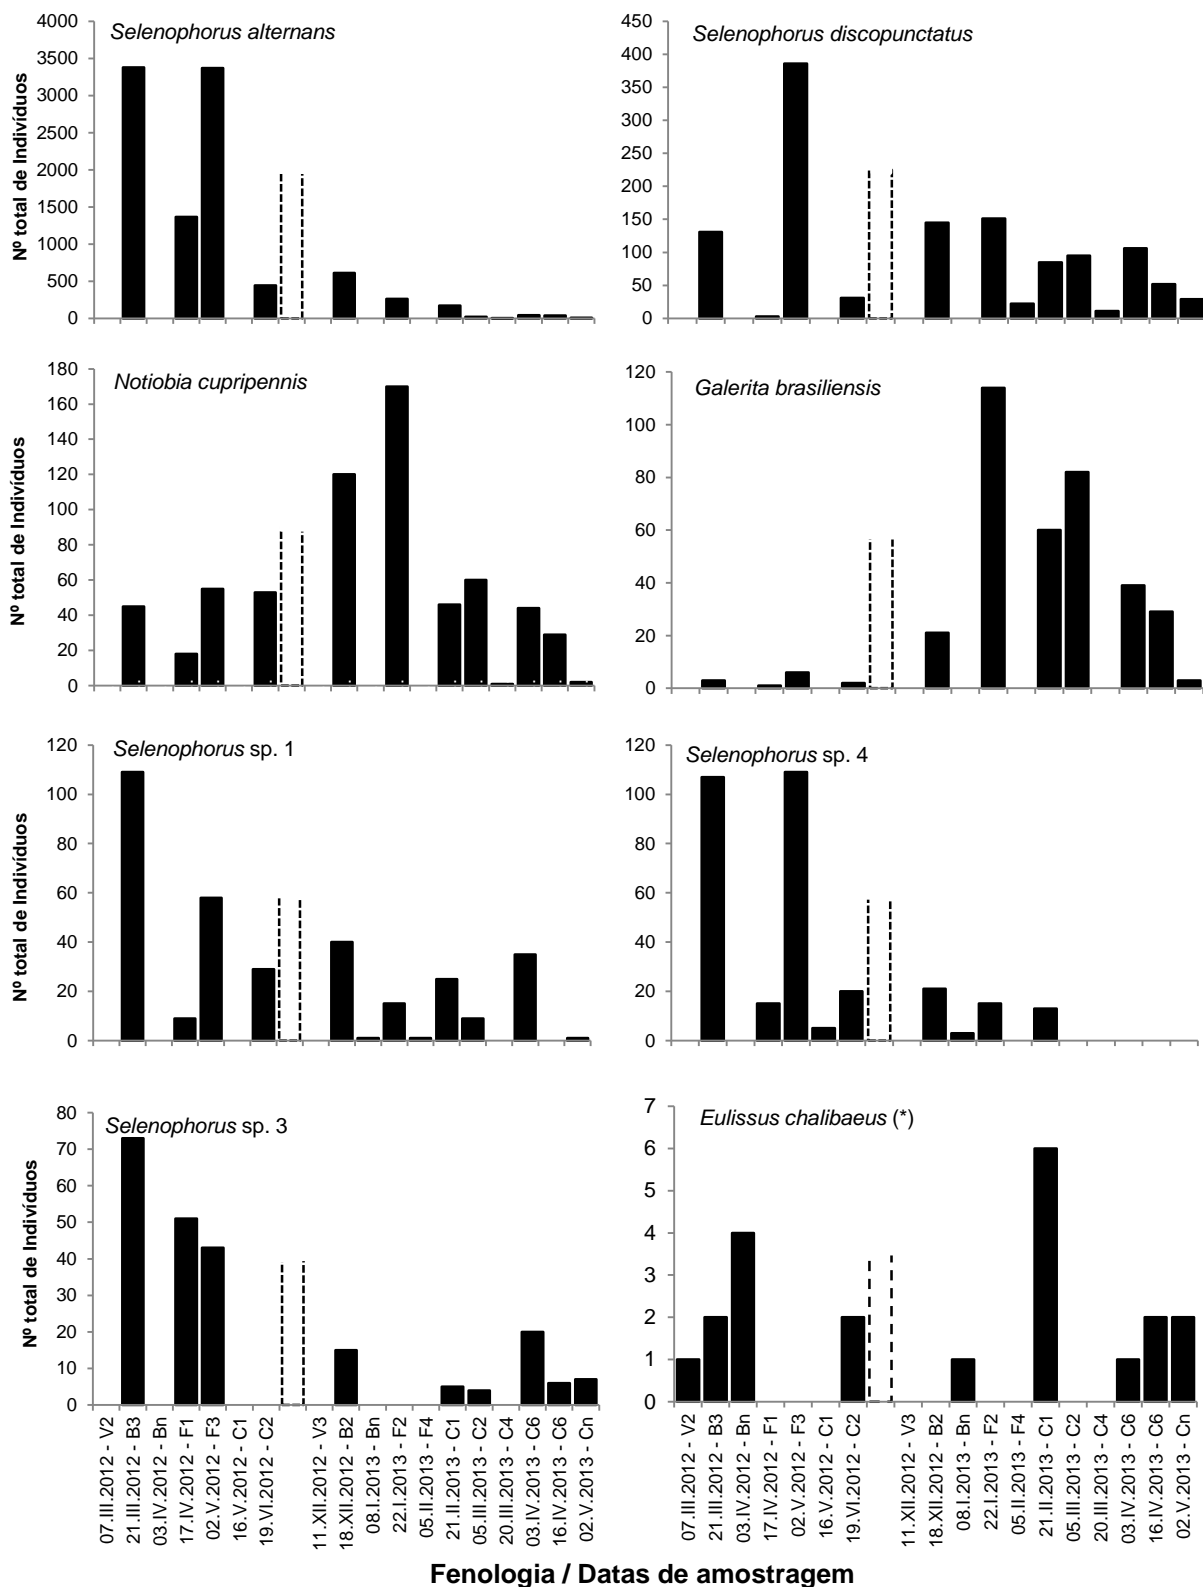 Selenophorus alternans
4000
3500
3000
2500
2000
1500
1000
500
0
Nº total de Indivíduos
Selenophorus discopunctatus
450
400
350
300
250
200
150
100
50
0
Notiobia cupripennis
180
160
140
120
100
80
60
40
20
0
Nº total de Indivíduos
Galerita brasiliensis
120
100
80
60
40
20
0
Selenophorus sp. 1
120
100
80
60
40
20
0
Nº total de Indivíduos
Selenophorus sp. 4
120
100
80
60
40
20
0
Selenophorus sp. 3
80
70
60
50
40
30
20
10
0
Nº total de Indivíduos
Eulissus chalibaeus (*)
7
6
5
4
3
2
1
0
07.III.2012 - V2
21.III.2012 - B3
03.IV.2012 - Bn
17.IV.2012 - F1
02.V.2012 - F3
16.V.2012 - C1
19.VI.2012 - C2
11.XII.2012 - V3
18.XII.2012 - B2
08.I.2013 - Bn
22.I.2013 - F2
05.II.2013 - F4
21.II.2013 - C1
05.III.2013 - C2
20.III.2013 - C4
03.IV.2013 - C6
16.IV.2013 - C6
02.V.2013 - Cn
07.III.2012 - V2
21.III.2012 - B3
03.IV.2012 - Bn
17.IV.2012 - F1
02.V.2012 - F3
16.V.2012 - C1
19.VI.2012 - C2
11.XII.2012 - V3
18.XII.2012 - B2
08.I.2013 - Bn
22.I.2013 - F2
05.II.2013 - F4
21.II.2013 - C1
05.III.2013 - C2
20.III.2013 - C4
03.IV.2013 - C6
16.IV.2013 - C6
02.V.2013 - Cn
Fenologia / Datas de amostragem